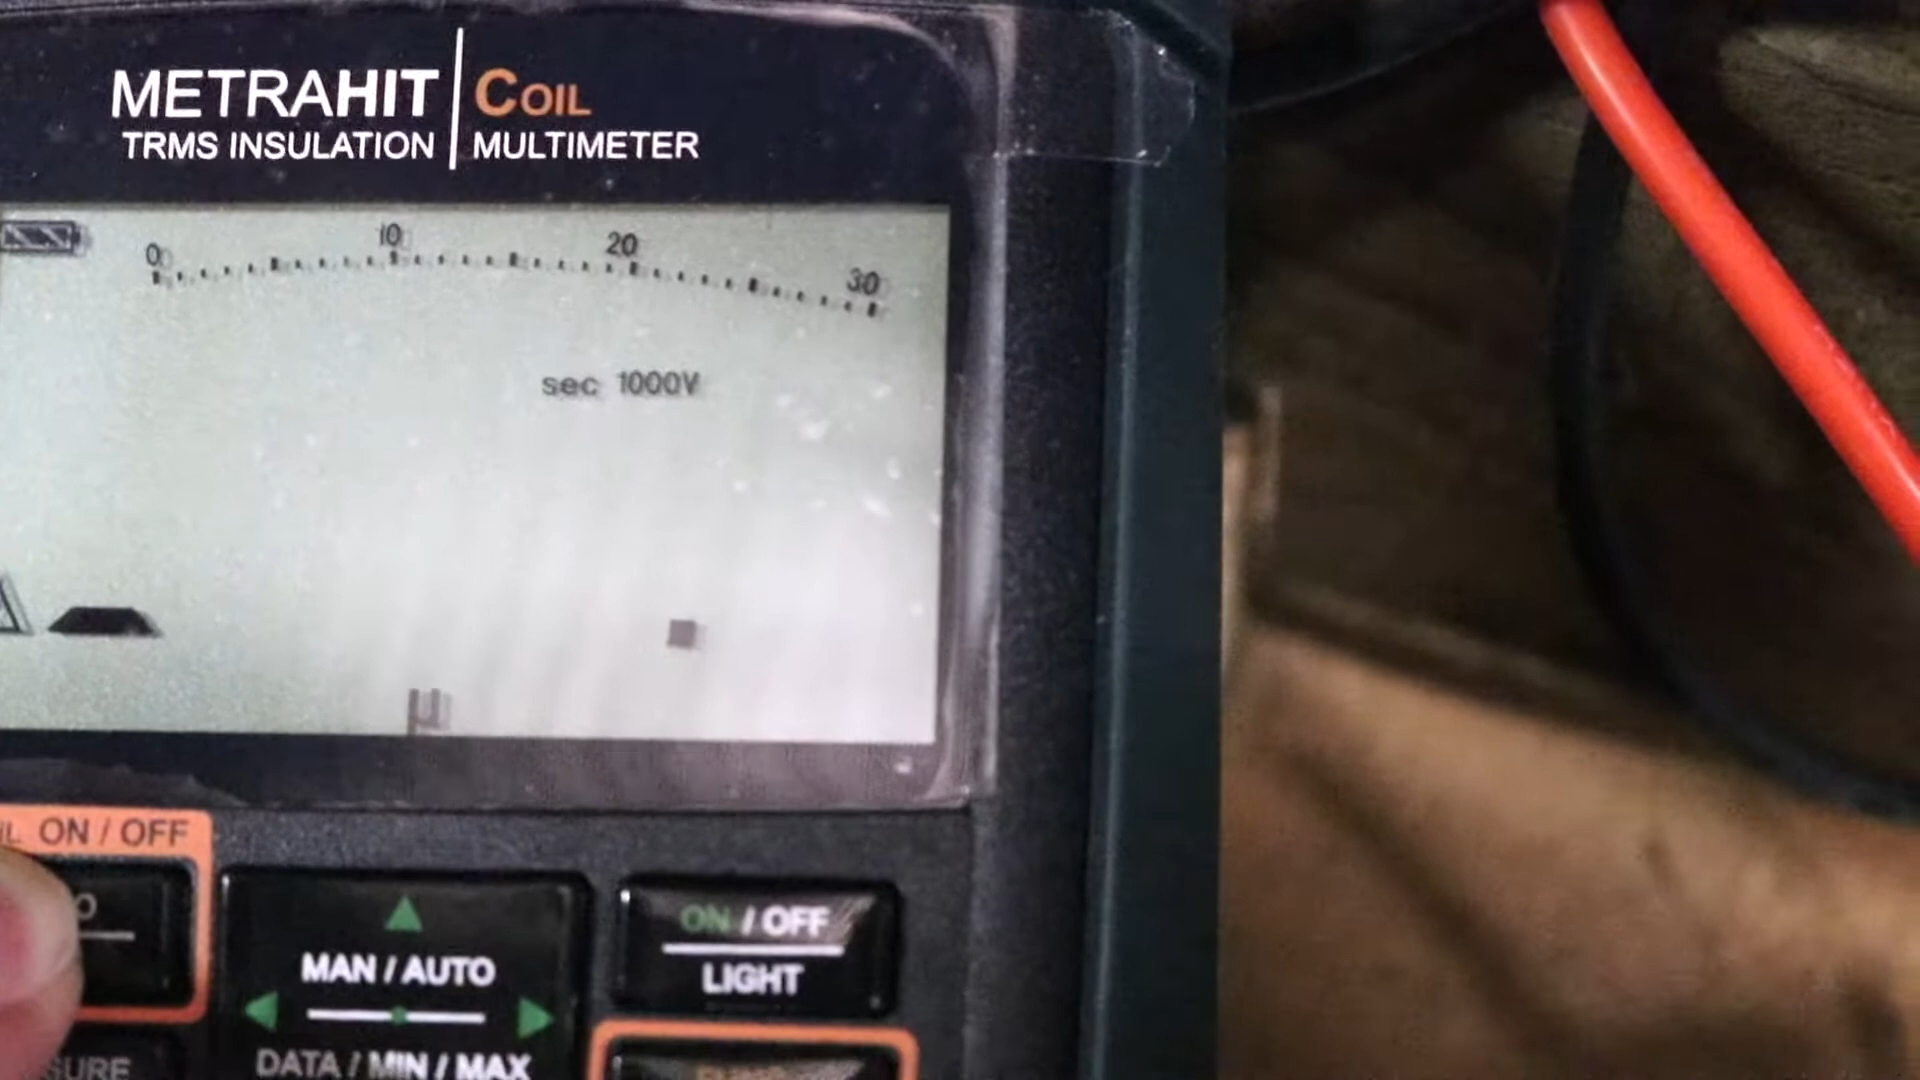 METRAHIT COIL
TRMS INSULATION MULTIMETER
0 10 20 30
sec 1000V
µ
ON / OFF
MAN / AUTO
ON / OFF
LIGHT
DATA / MIN / MAX